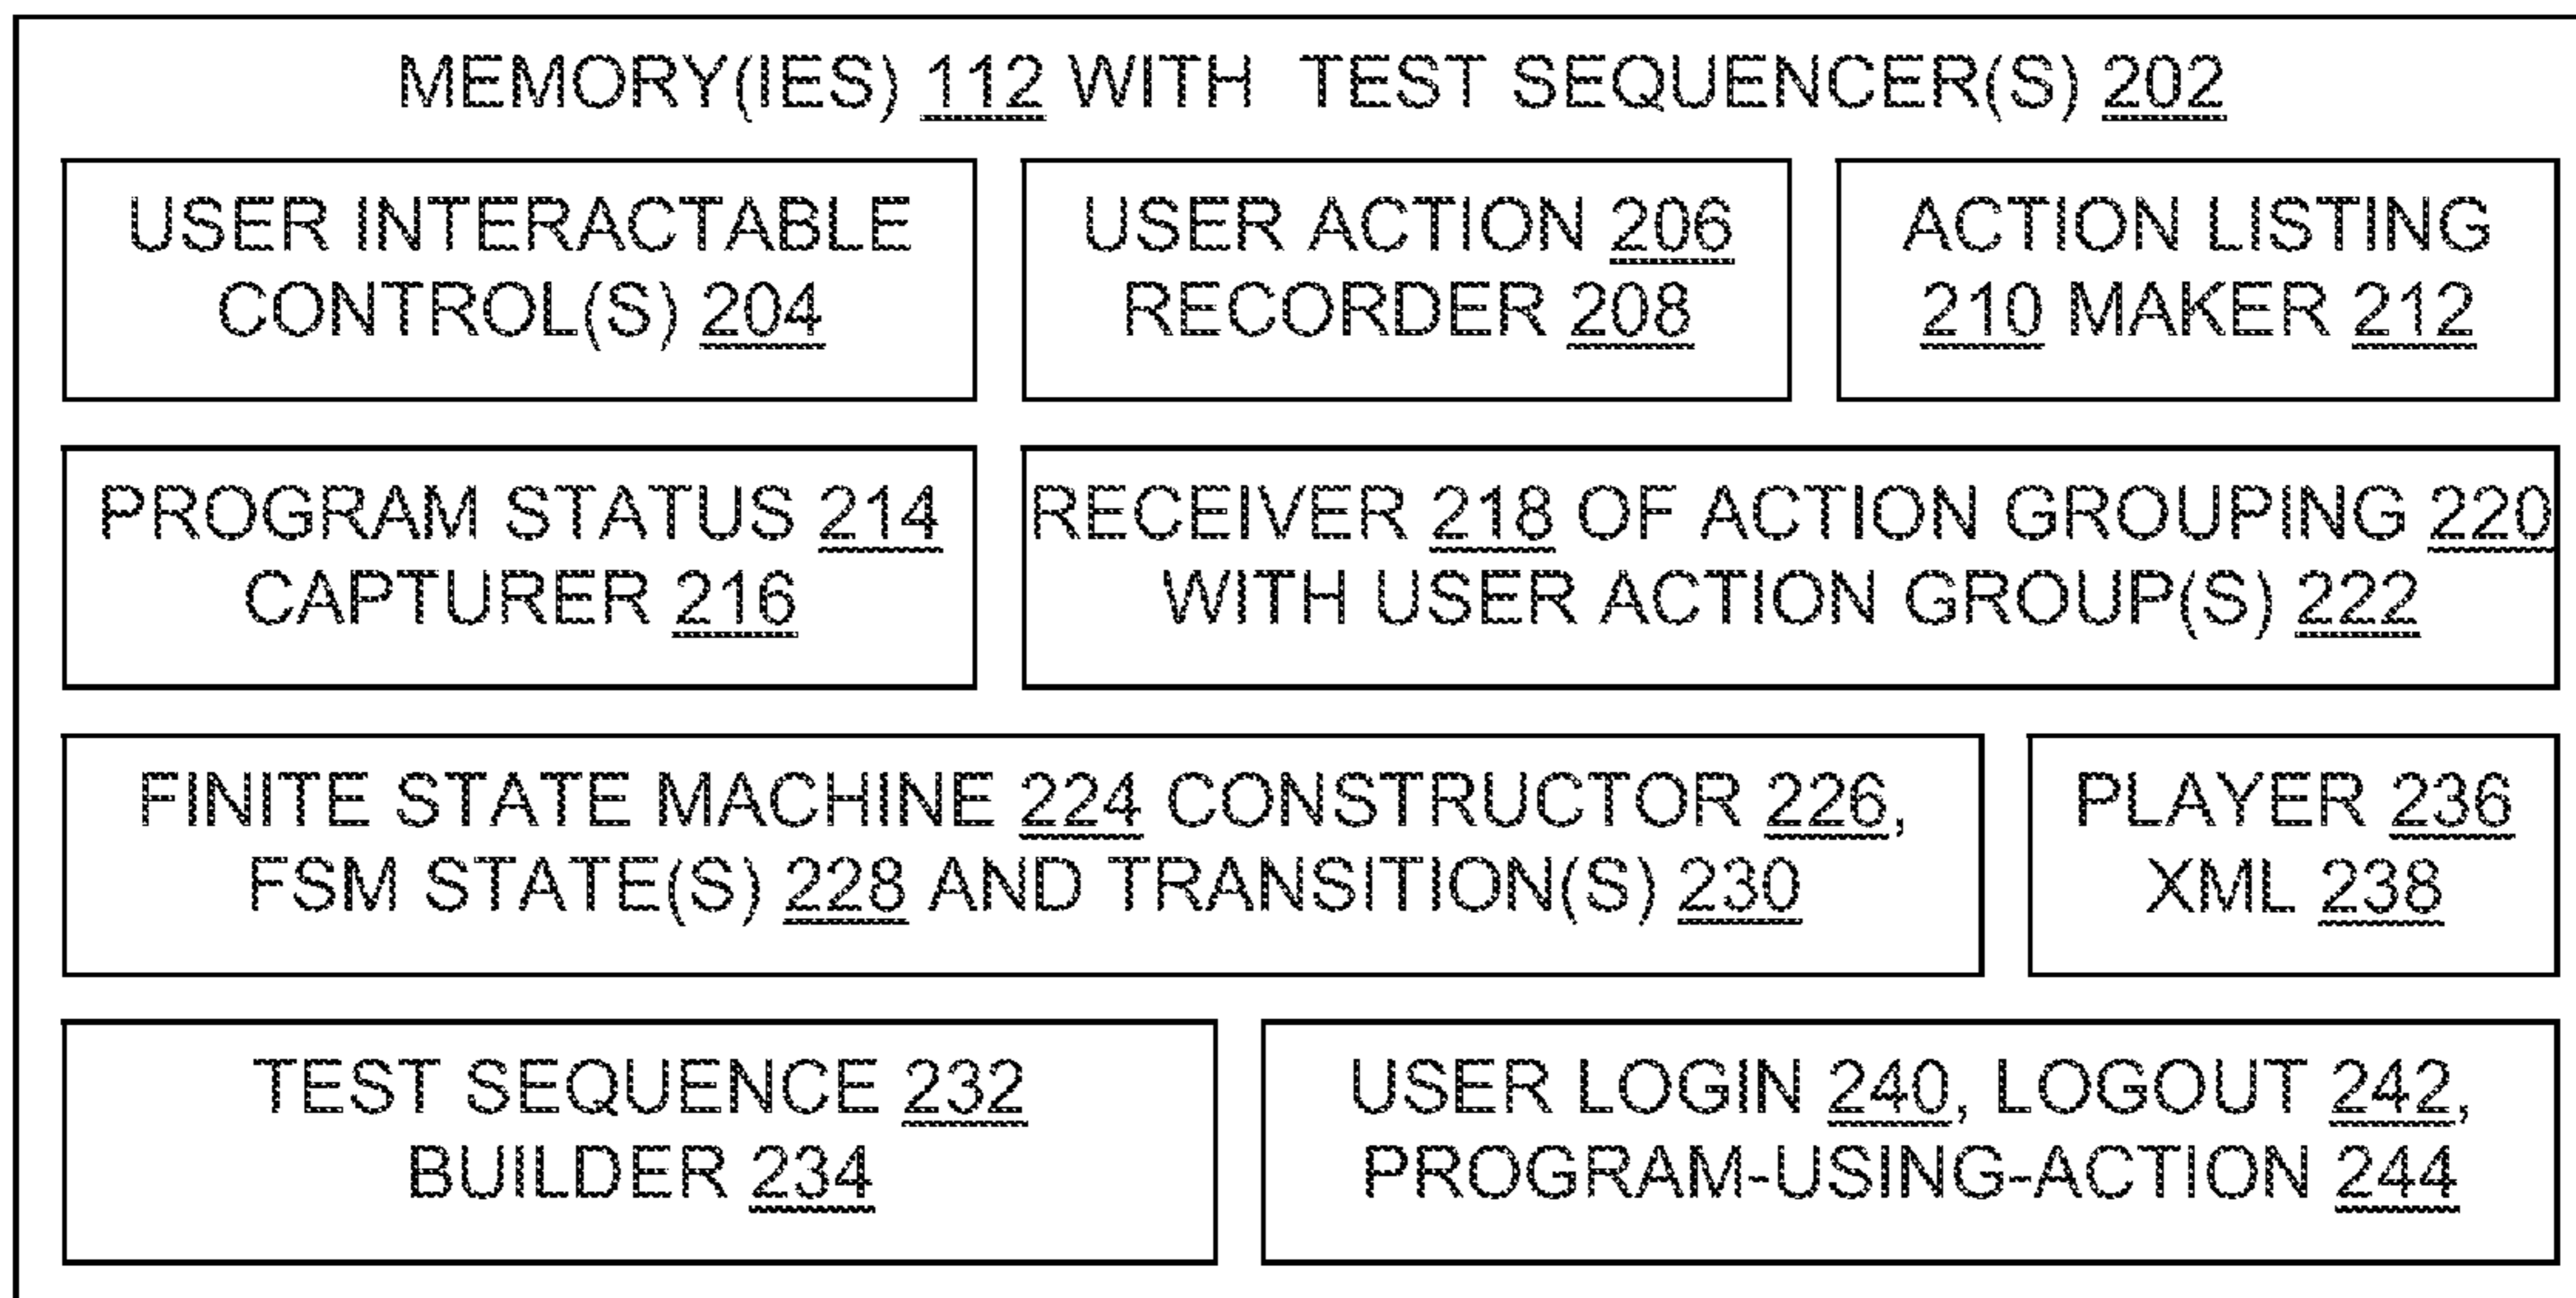 MEMORY(IES) 112 WITH TEST SEQUENCER(S) 202
USER INTERACTABLE
CONTROL(S) 204
USER ACTION 206
RECORDER 208
ACTION LISTING
210 MAKER 212
PROGRAM STATUS 214
CAPTURER 216
RECEIVER 218 OF ACTION GROUPING 220
WITH USER ACTION GROUP(S) 222
FINITE STATE MACHINE 224 CONSTRUCTOR 226,
FSM STATE(S) 228 AND TRANSITION(S) 230
PLAYER 236
XML 238
TEST SEQUENCE 232
BUILDER 234
USER LOGIN 240, LOGOUT 242,
PROGRAM-USING-ACTION 244